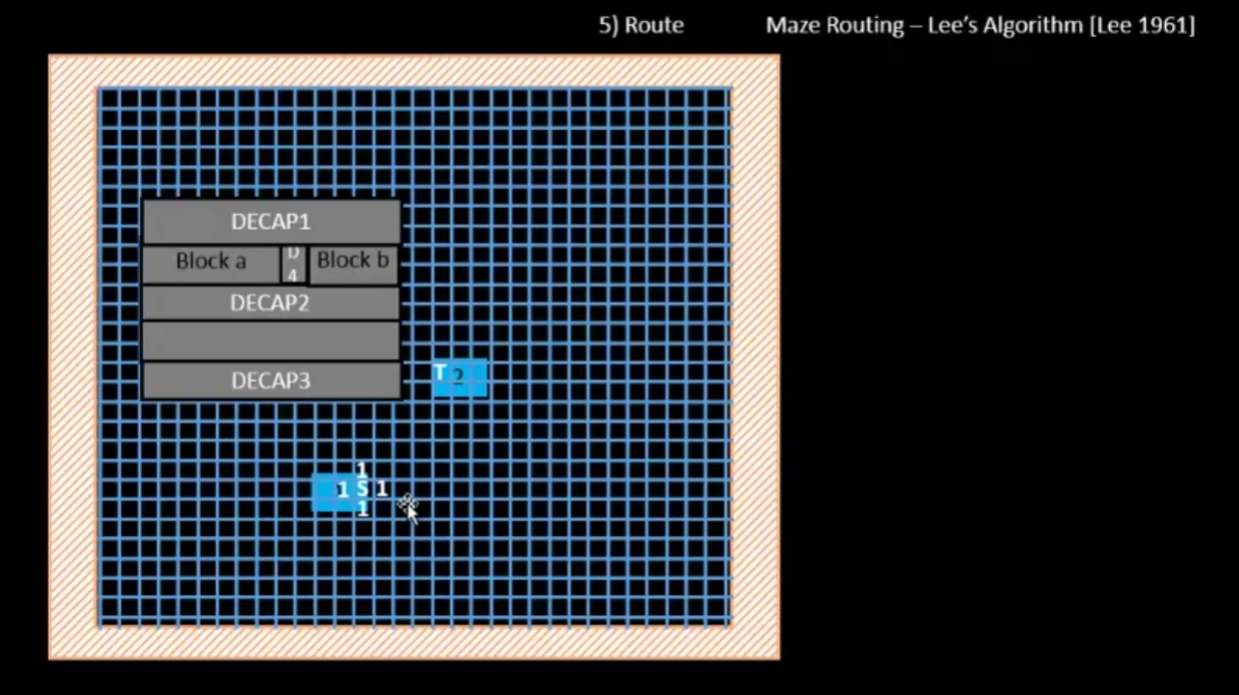 5) Route Maze Routing – Lee's Algorithm [Lee 1961]
DECAP1
Block a D 4 Block b
DECAP2
DECAP3
T 2
1
1 S 1
1